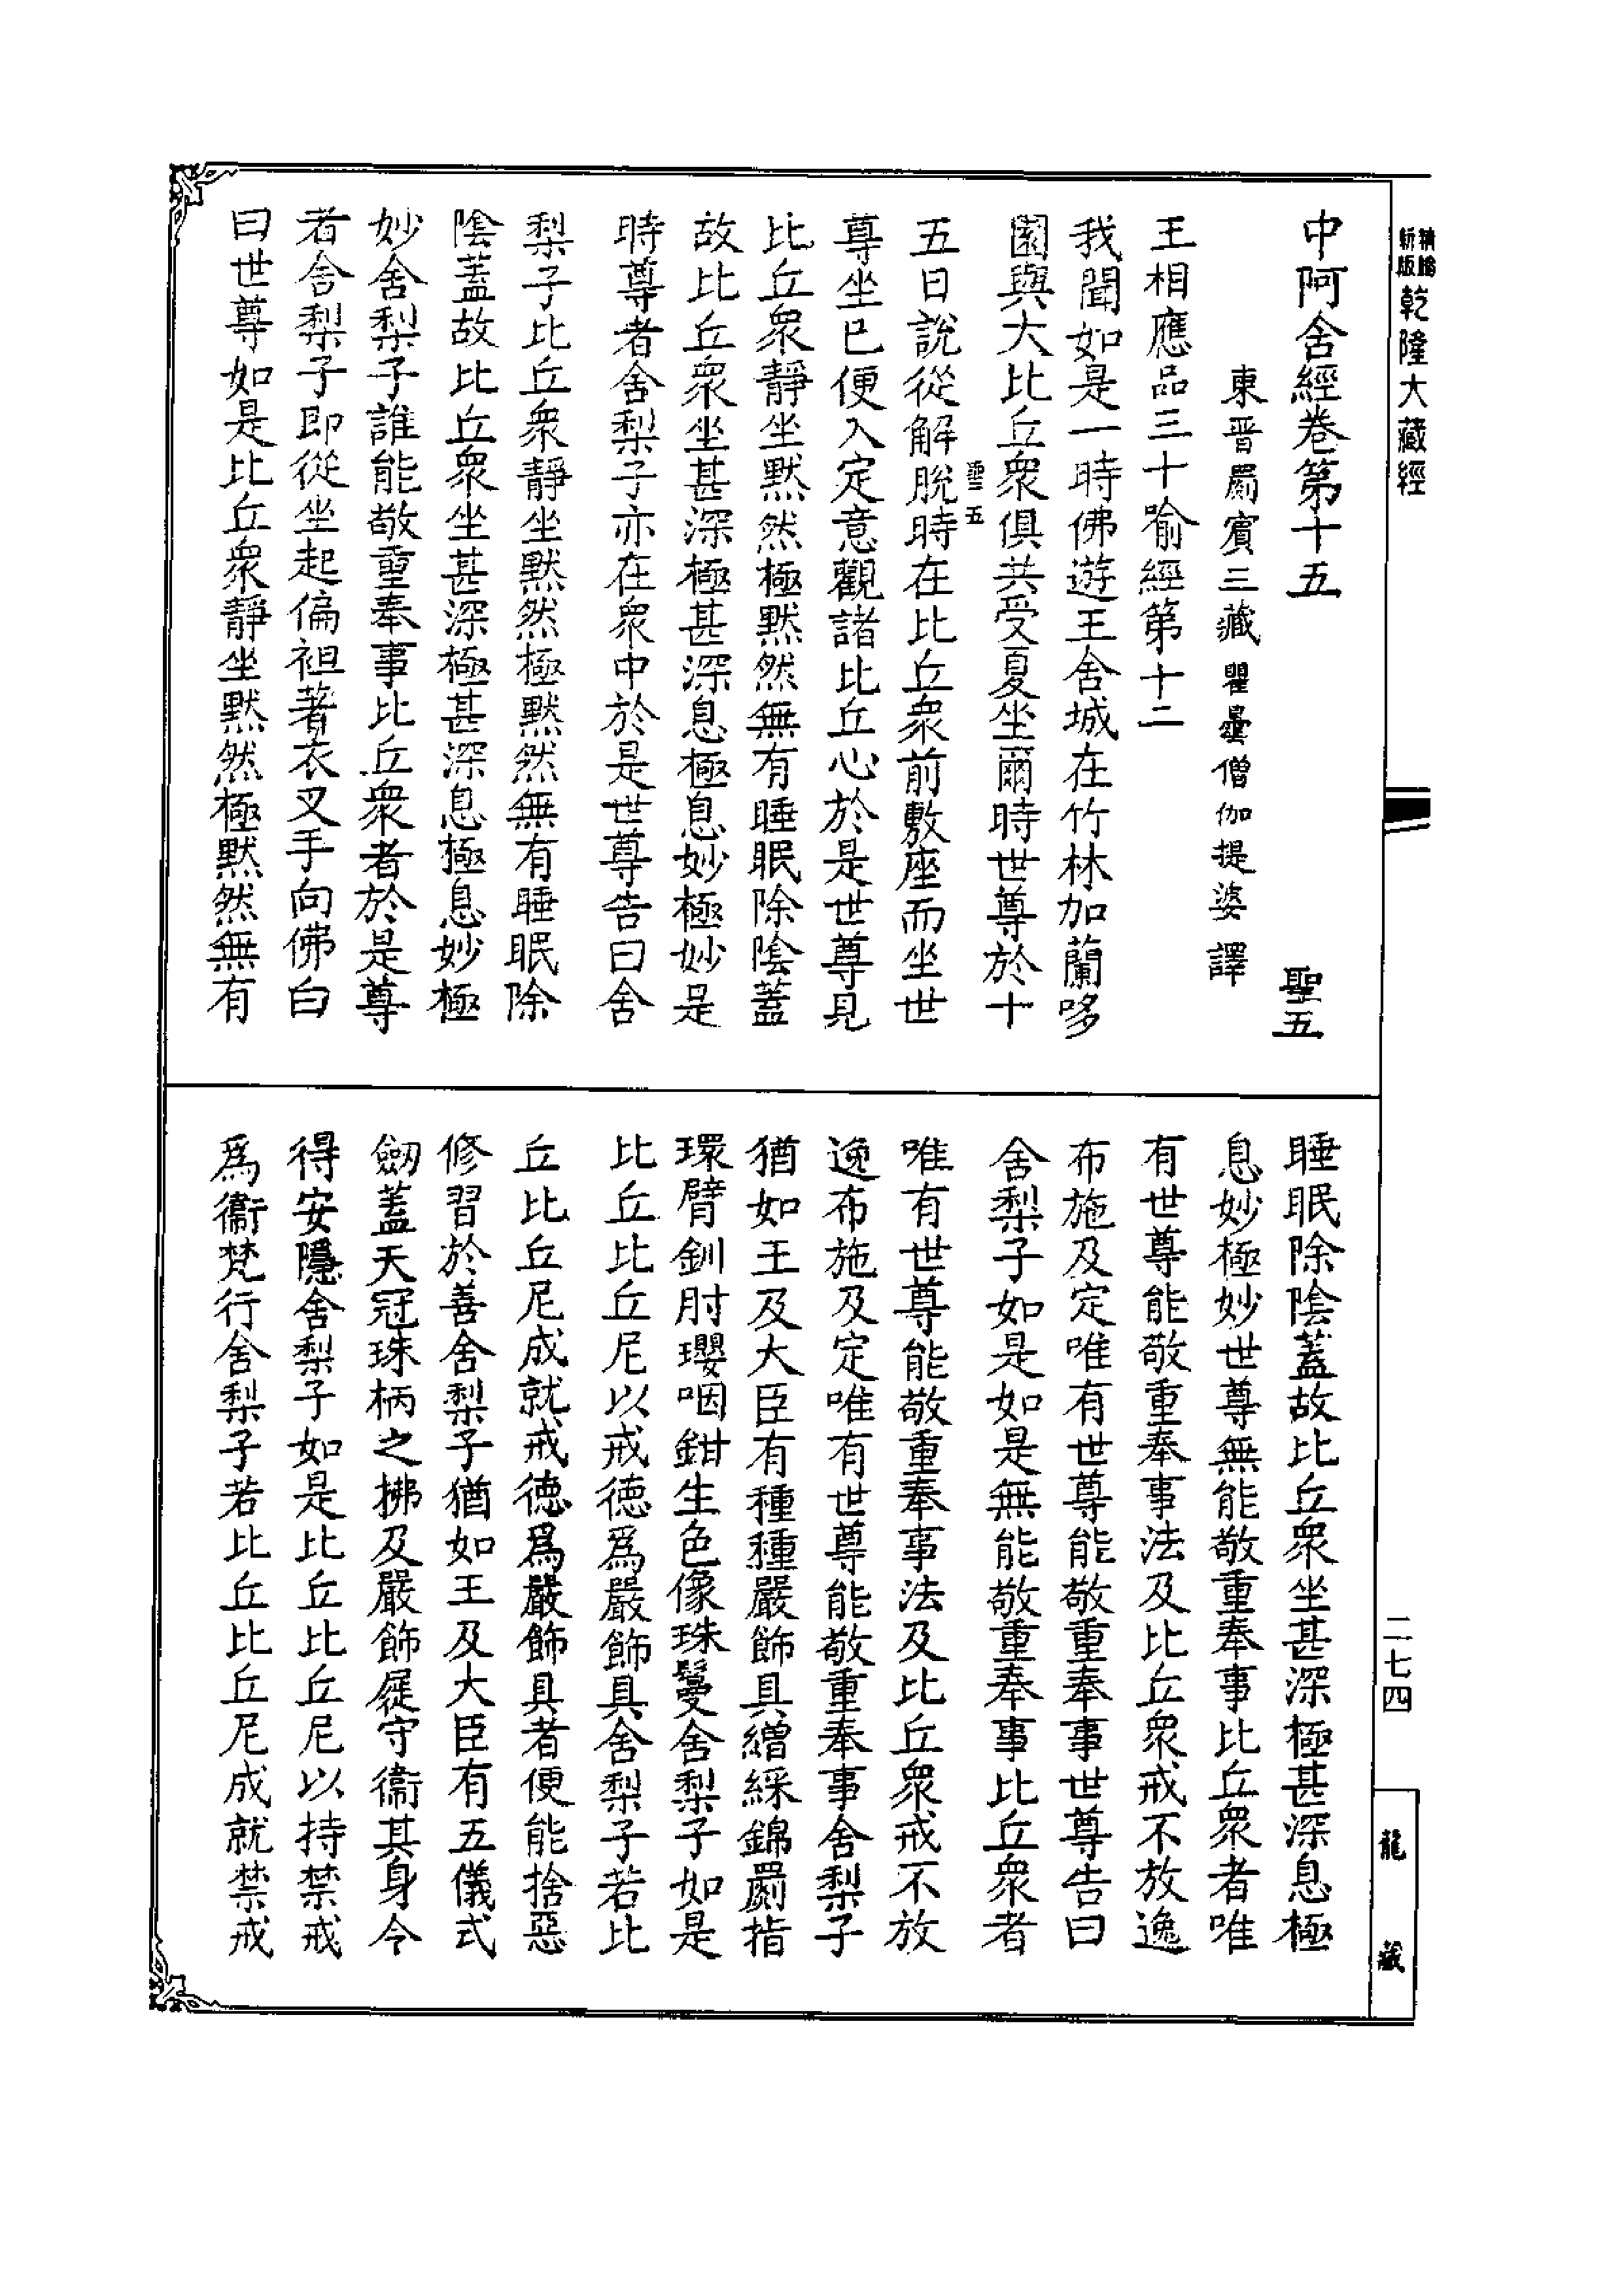 乾隆大藏經
中阿含經卷第十五 聖五
東晉罽賓三藏瞿曇僧伽提婆 譯
王相應品三十喻經第十二
我聞如是一時佛遊王舍城在竹林加蘭哆
園與大比丘衆俱共受夏坐爾時世尊於十
聖五
五日說從解脫時在比丘衆前敷座而坐世
尊坐已便入定意觀諸比丘心於是世尊見
比丘衆靜坐默然極默然無有睡眠除陰蓋
故比丘衆坐甚深極甚深息極息妙極妙是
時尊者舍梨子亦在衆中於是世尊告曰舍
梨子比丘衆靜坐默然極默然無有睡眠除
陰蓋故比丘衆坐甚深極甚深息極息妙極
妙舍梨子誰能敬重奉事比丘衆者於是尊
者舍梨子即從坐起偏袒著衣叉手向佛白
曰世尊如是比丘衆靜坐默然極默然無有
睡眠除陰蓋故比丘衆坐甚深極甚深息極
息妙極妙世尊無能敬重奉事比丘衆者唯
有世尊能敬重奉事法及比丘衆戒不放逸
布施及定唯有世尊能敬重奉事世尊告曰
舍梨子如是如是無能敬重奉事比丘衆者
唯有世尊能敬重奉事法及比丘衆戒不放
逸布施及定唯有世尊能敬重奉事舍梨子
猶如王及大臣有種種嚴飾具繒綵錦罽指
環臂釧肘瓔咽鉗生色像珠鬘舍梨子如是
比丘比丘尼以戒德爲嚴飾具舍梨子若比
丘比丘尼成就戒德爲嚴飾具者便能捨惡
修習於善舍梨子猶如王及大臣有五儀式
劒蓋天冠珠柄之拂及嚴飾屣守衞其身令
得安隱舍梨子如是比丘比丘尼以持禁戒
爲衞梵行舍梨子若比丘比丘尼成就禁戒
二七四
龍藏